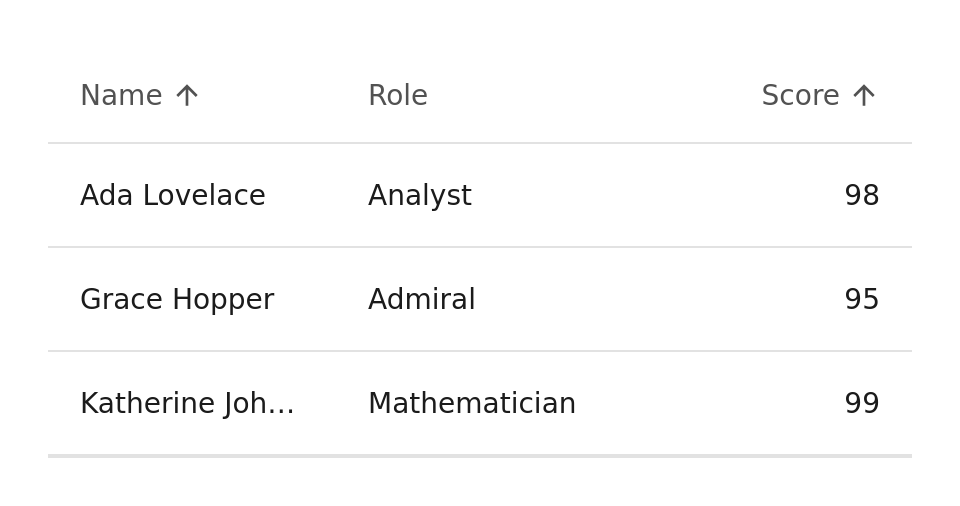 Name ↑ Role Score ↑
Ada Lovelace Analyst 98
Grace Hopper Admiral 95
Katherine Joh... Mathematician 99